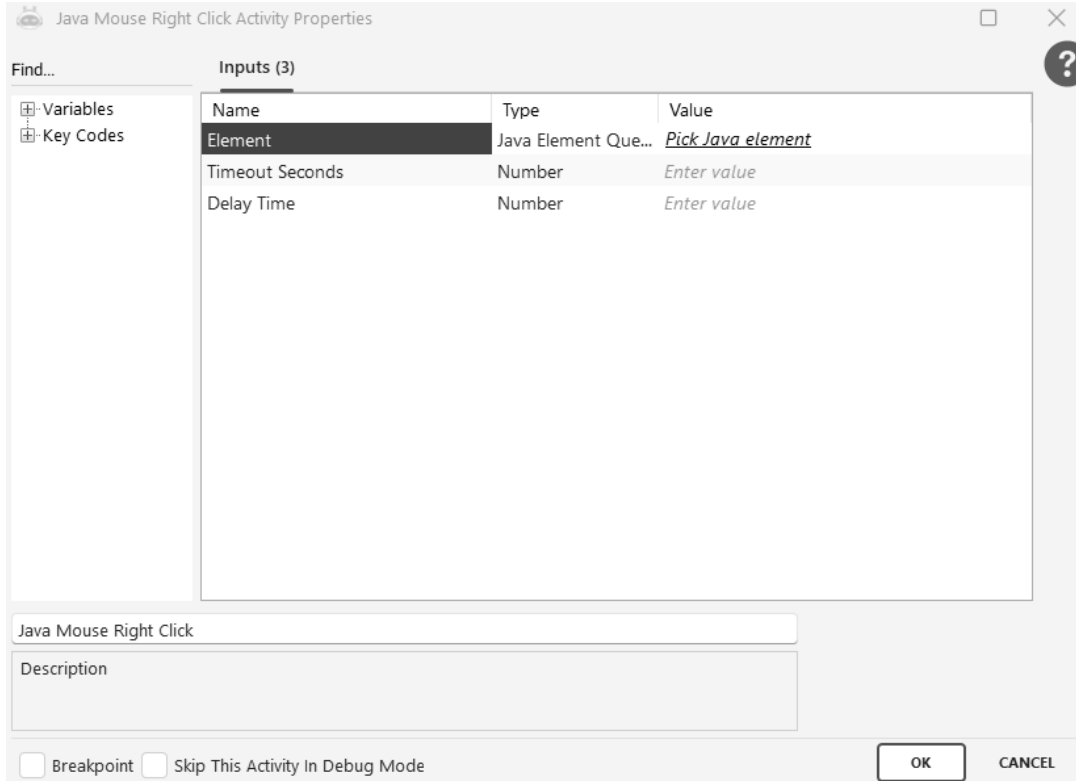 Java Mouse Right Click Activity Properties
?
Find...
Inputs (3)
Variables
Key Codes
Name Type Value
Element Java Element Que... Pick Java element
Timeout Seconds Number Enter value
Delay Time Number Enter value
Java Mouse Right Click
Description
Breakpoint Skip This Activity In Debug Mode OK CANCEL